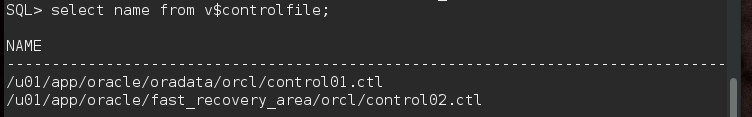 SQL> select name from v$controlfile;
NAME
--------------------------------------------------------------------------------
/u01/app/oracle/oradata/orcl/control01.ctl
/u01/app/oracle/fast_recovery_area/orcl/control02.ctl